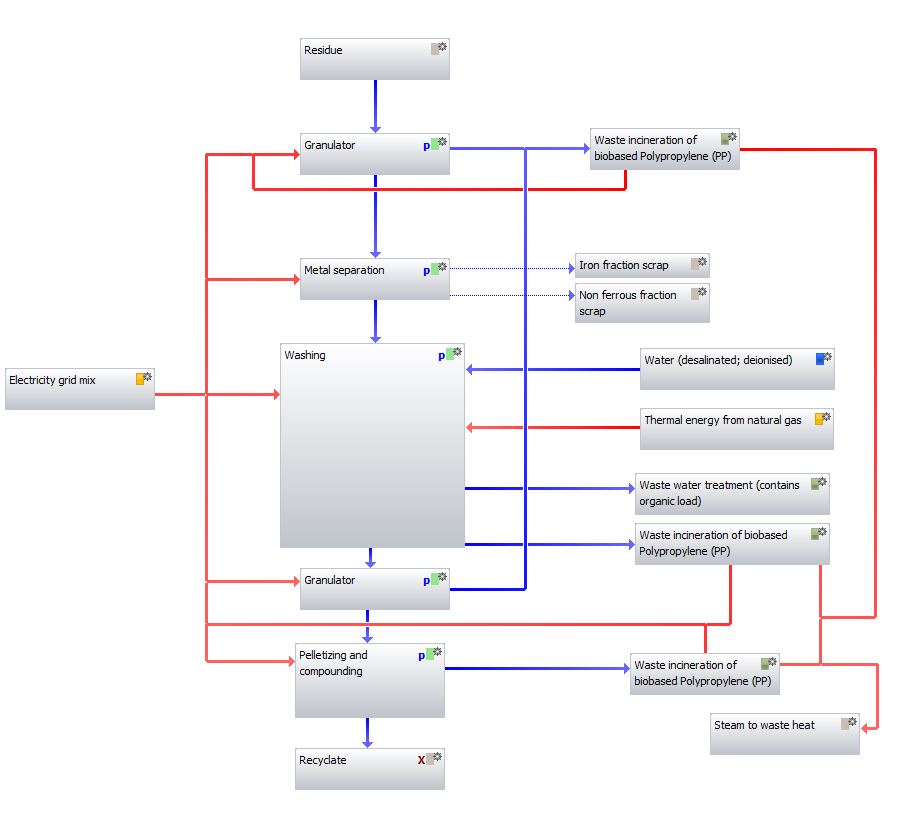 Residue
Granulator
p
Waste incineration of
biobased Polypropylene (PP)
Metal separation
p
Iron fraction scrap
Non ferrous fraction
scrap
Washing
p
Water (desalinated; deionised)
Electricity grid mix
Thermal energy from natural gas
Waste water treatment (contains
organic load)
Waste incineration of biobased
Polypropylene (PP)
Granulator
p
Pelletizing and
compounding
p
Waste incineration of
biobased Polypropylene (PP)
Steam to waste heat
Recyclate
X